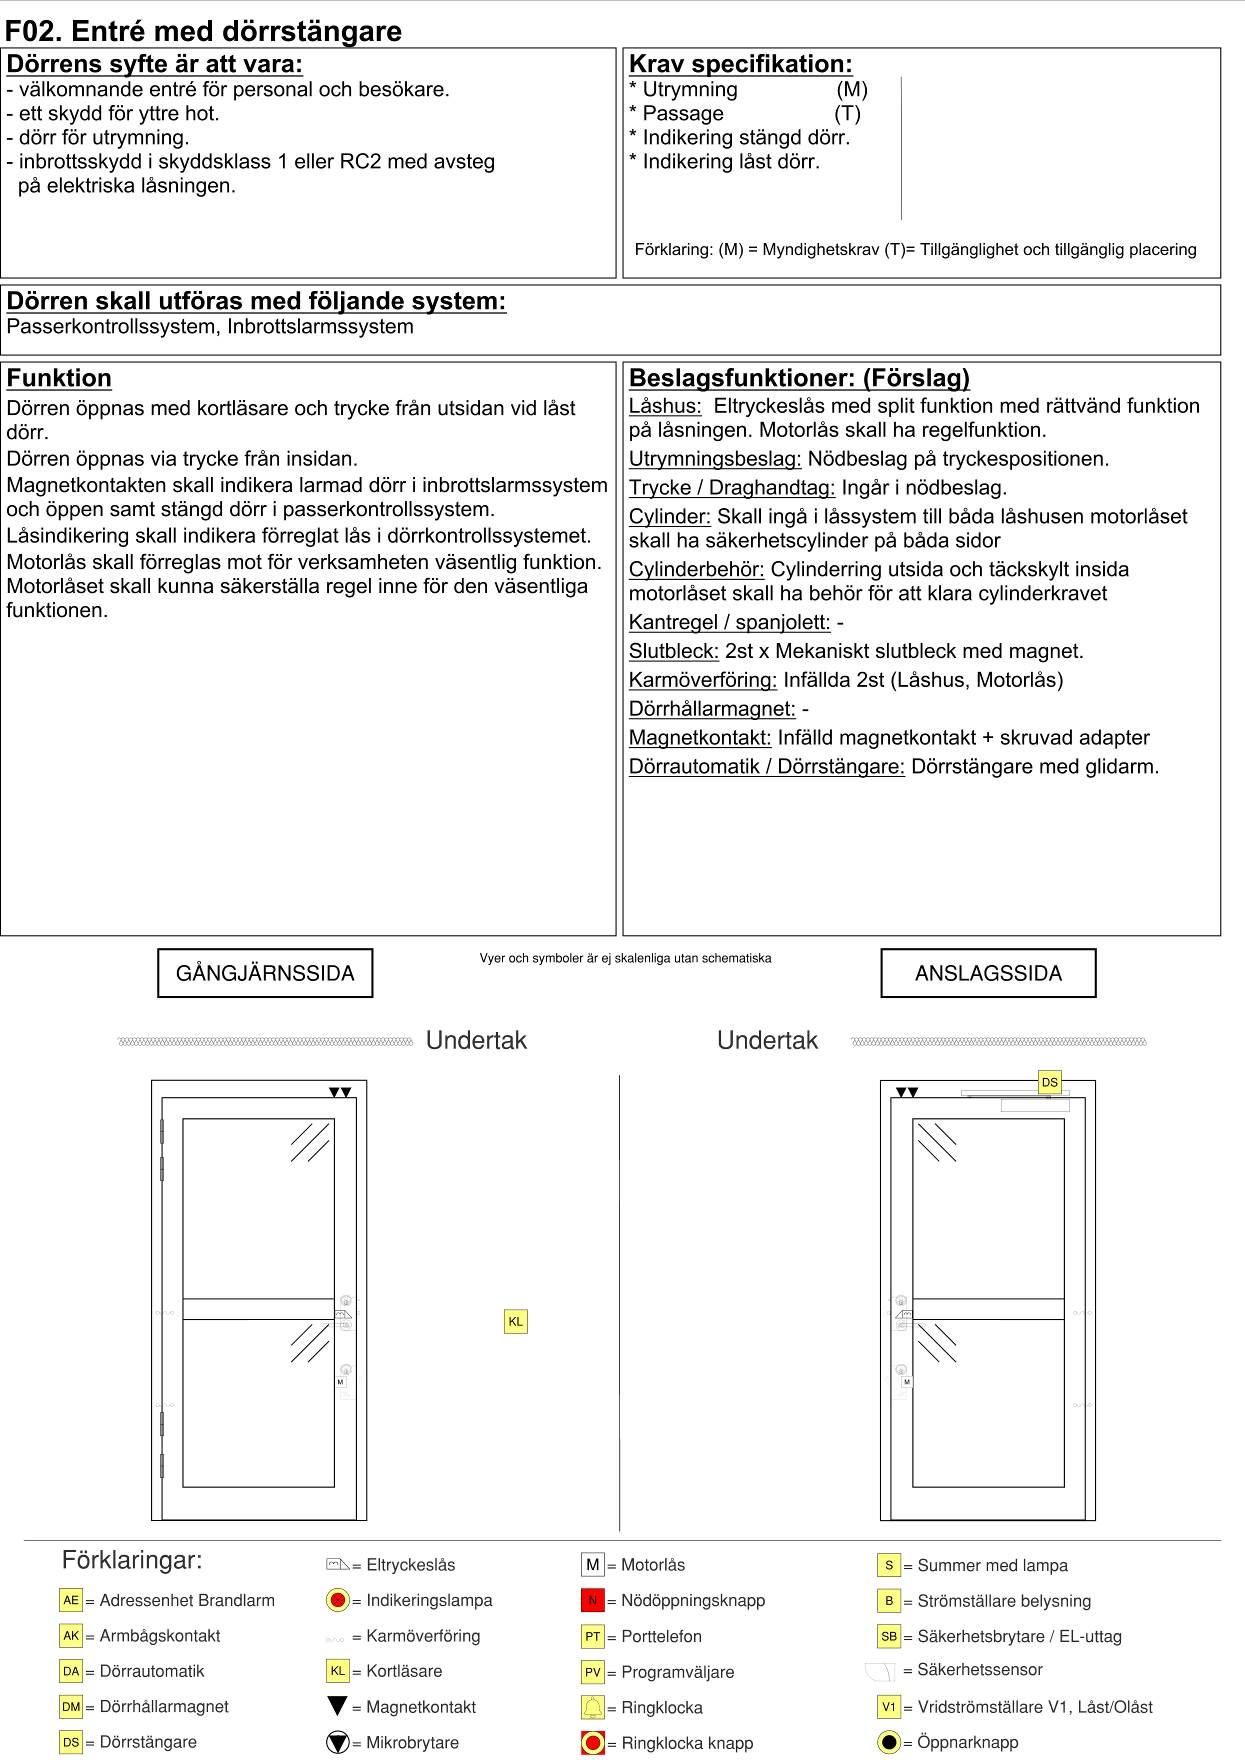 F02. Entré med dörrstängare
Dörrens syfte är att vara:
- välkomnande entré för personal och besökare.
- ett skydd för yttre hot.
- dörr för utrymning.
- inbrottsskydd i skyddsklass 1 eller RC2 med avsteg
på elektriska låsningen.
Krav specifikation:
* Utrymning (M)
* Passage (T)
* Indikering stängd dörr.
* Indikering låst dörr.
Förklaring: (M) = Myndighetskrav (T)= Tillgänglighet och tillgänglig placering
Dörren skall utföras med följande system:
Passerkontrollssystem, Inbrottslarmssystem
Funktion
Dörren öppnas med kortläsare och trycke från utsidan vid låst
dörr.
Dörren öppnas via trycke från insidan.
Magnetkontakten skall indikera larmad dörr i inbrottslarmssystem
och öppen samt stängd dörr i passerkontrollssystem.
Låsindikering skall indikera förreglat lås i dörrkontrollssystemet.
Motorlås skall förreglas mot för verksamheten väsentlig funktion.
Motorlåset skall kunna säkerställa regel inne för den väsentliga
funktionen.
Beslagsfunktioner: (Förslag)
Låshus: Eltryckeslås med split funktion med rättvänd funktion
på låsningen. Motorlås skall ha regelfunktion.
Utrymningsbeslag: Nödbeslag på tryckespositionen.
Trycke / Draghandtag: Ingår i nödbeslag.
Cylinder: Skall ingå i låssystem till båda låshusen motorlåset
skall ha säkerhetscylinder på båda sidor
Cylinderbehör: Cylinderring utsida och täckskylt insida
motorlåset skall ha behör för att klara cylinderkravet
Kantregel / spanjolett: -
Slutbleck: 2st x Mekaniskt slutbleck med magnet.
Karmöverföring: Infällda 2st (Låshus, Motorlås)
Dörrhållarmagnet: -
Magnetkontakt: Infälld magnetkontakt + skruvad adapter
Dörrautomatik / Dörrstängare: Dörrstängare med glidarm.
GÅNGJÄRNSSIDA
Vyer och symboler är ej skalenliga utan schematiska
ANSLAGSSIDA
Undertak
Undertak
DS
KL
M
M
Förklaringar:
AE = Adressenhet Brandlarm
AK = Armbågskontakt
DA = Dörrautomatik
DM = Dörrhållarmagnet
DS = Dörrstängare
= Eltryckeslås
= Indikeringslampa
= Karmöverföring
KL = Kortläsare
= Magnetkontakt
= Mikrobrytare
M = Motorlås
N = Nödöppningsknapp
PT = Porttelefon
PV = Programväljare
= Ringklocka
= Ringklocka knapp
S = Summer med lampa
B = Strömställare belysning
SB = Säkerhetsbrytare / EL-uttag
= Säkerhetssensor
V1 = Vridströmställare V1, Låst/Olåst
= Öppnarknapp